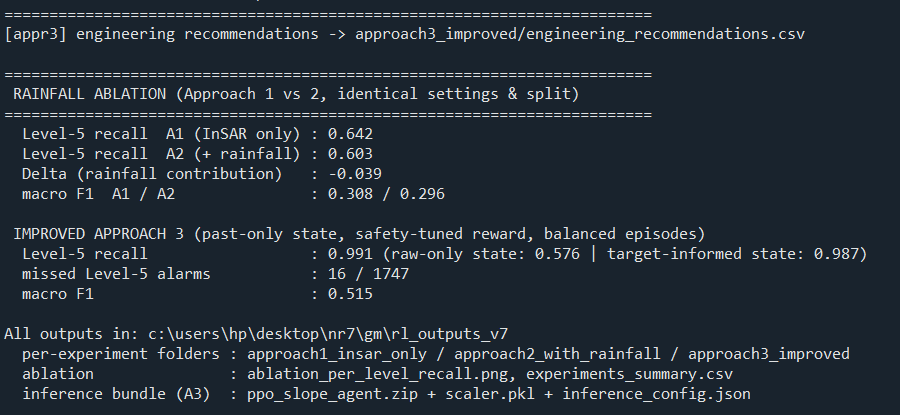 ========================================================================
[appr3] engineering recommendations -> approach3_improved/engineering_recommendations.csv
========================================================================
RAINFALL ABLATION (Approach 1 vs 2, identical settings & split)
========================================================================
Level-5 recall  A1 (InSAR only) : 0.642
Level-5 recall  A2 (+ rainfall) : 0.603
Delta (rainfall contribution)   : -0.039
macro F1  A1 / A2               : 0.308 / 0.296
IMPROVED APPROACH 3 (past-only state, safety-tuned reward, balanced episodes)
Level-5 recall                  : 0.991 (raw-only state: 0.576 | target-informed state: 0.987)
missed Level-5 alarms           : 16 / 1747
macro F1                        : 0.515
All outputs in: c:\users\hp\desktop\nr7\gm\rl_outputs_v7
per-experiment folders : approach1_insar_only / approach2_with_rainfall / approach3_improved
ablation               : ablation_per_level_recall.png, experiments_summary.csv
inference bundle (A3)  : ppo_slope_agent.zip + scaler.pkl + inference_config.json